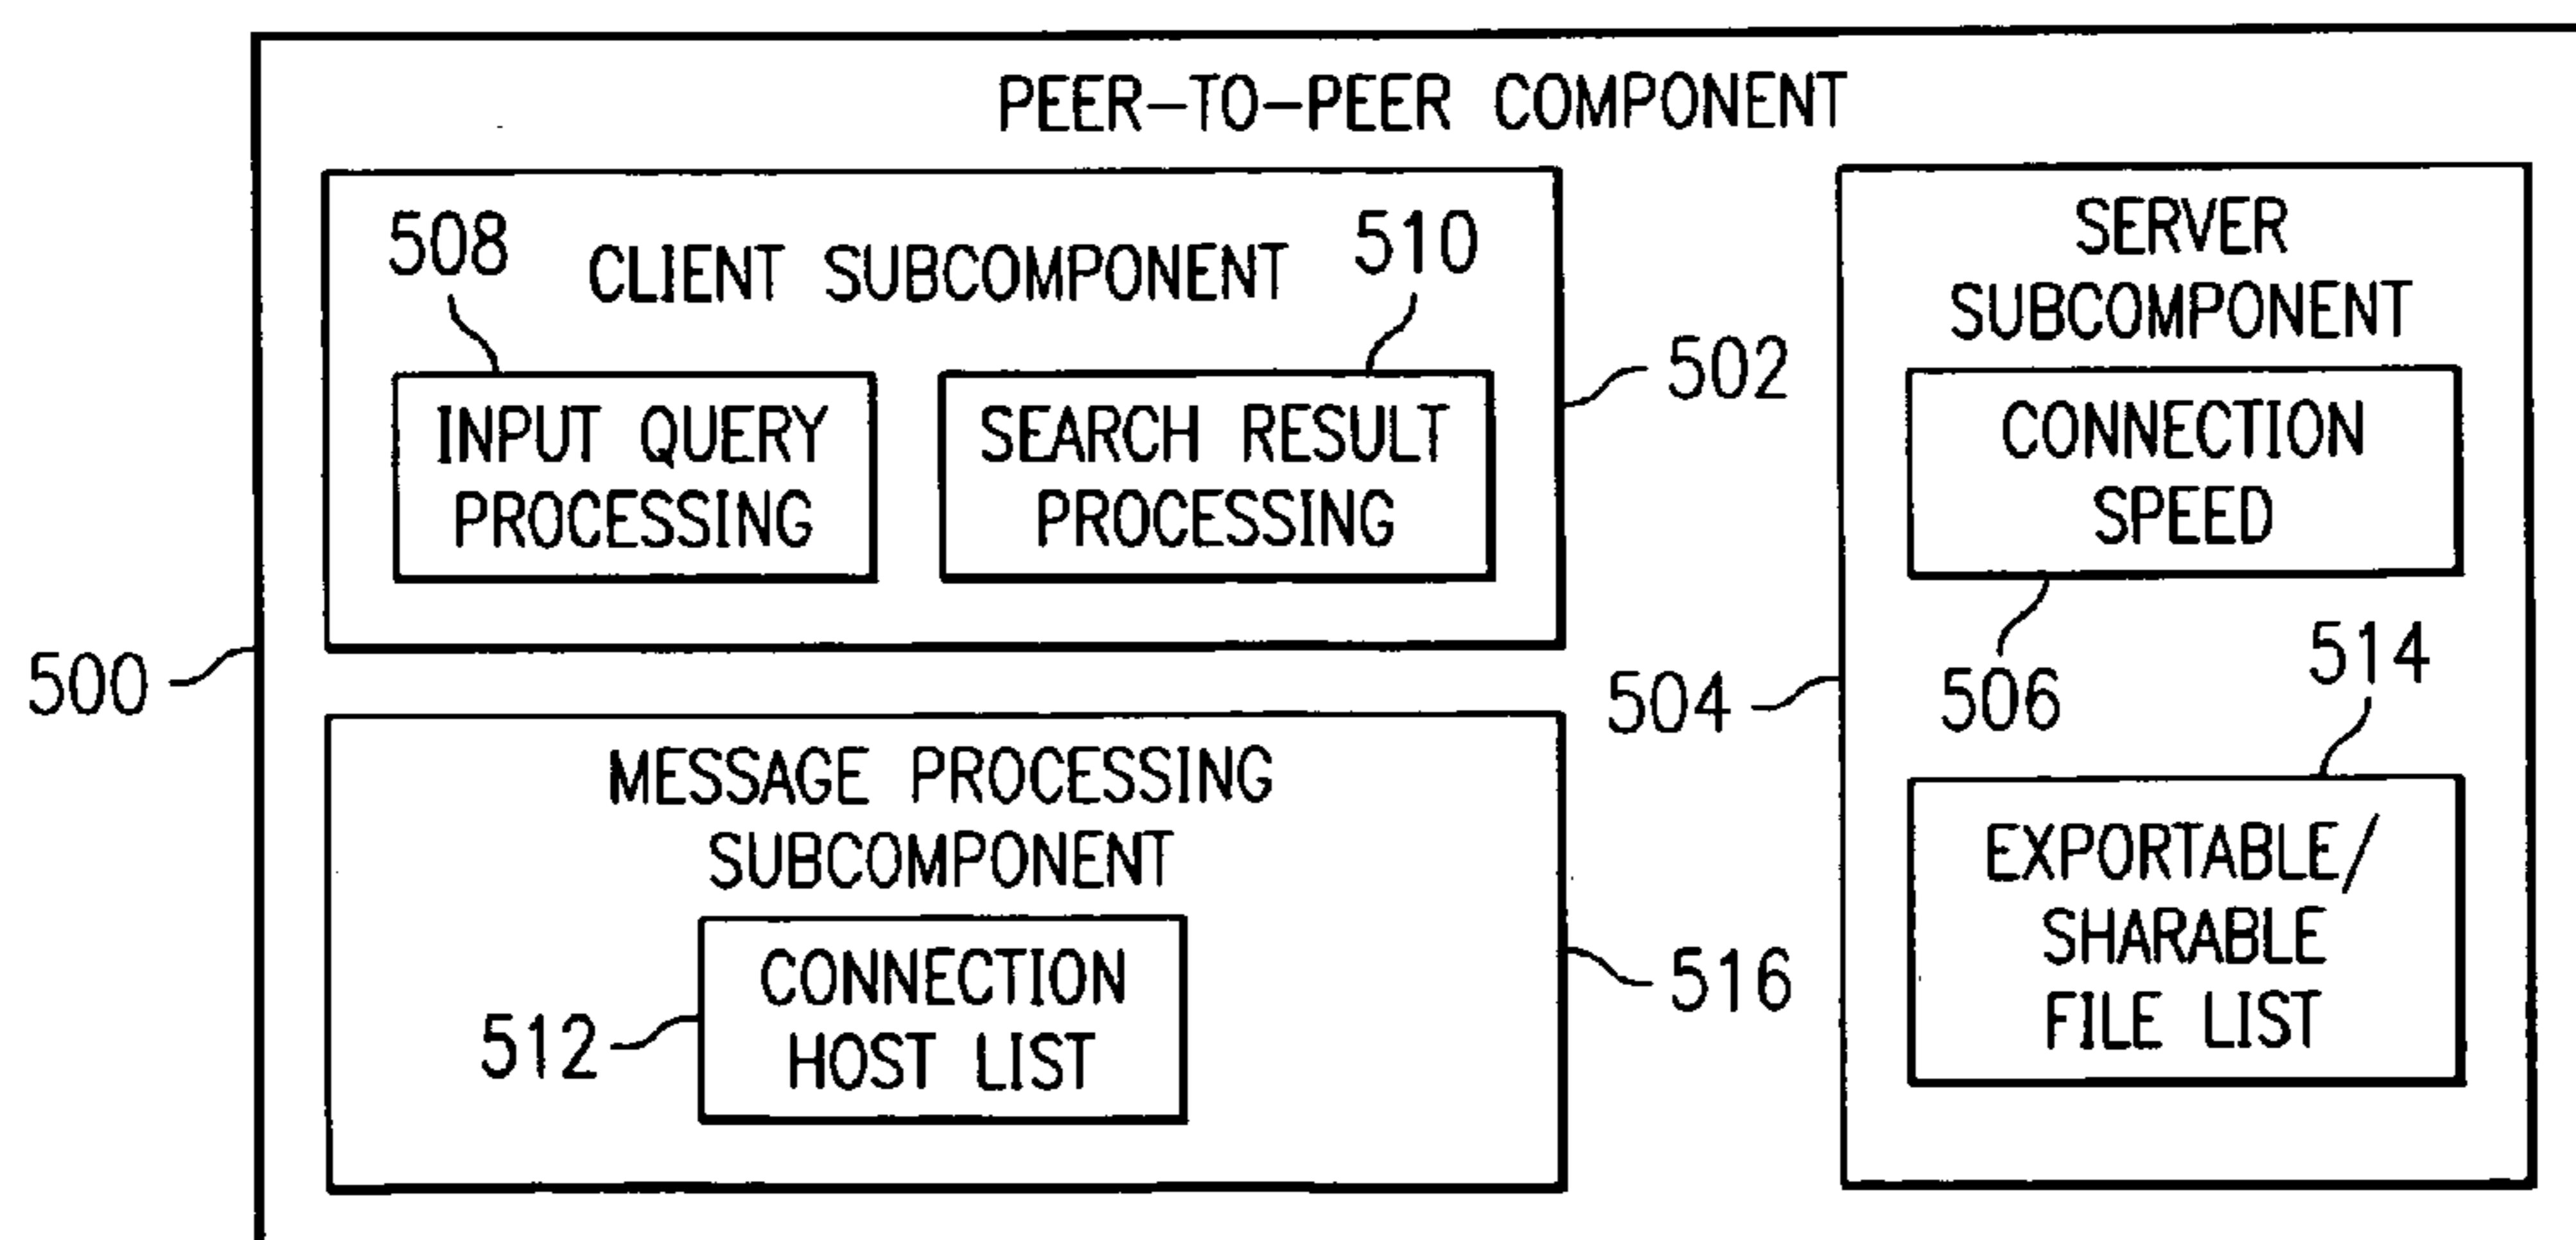 PEER-TO-PEER COMPONENT
508
CLIENT SUBCOMPONENT
510
INPUT QUERY
PROCESSING
SEARCH RESULT
PROCESSING
502
SERVER
SUBCOMPONENT
CONNECTION
SPEED
506
504
514
EXPORTABLE/
SHARABLE
FILE LIST
500
MESSAGE PROCESSING
SUBCOMPONENT
CONNECTION
HOST LIST
512
516